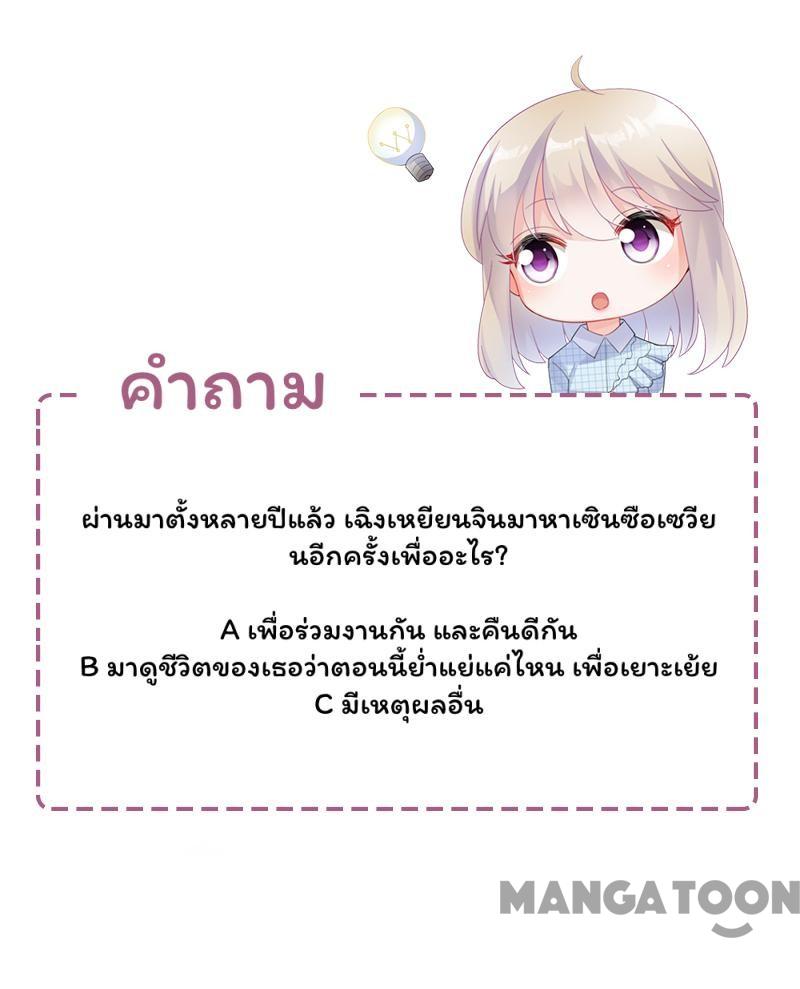 คำถาม
ผ่านมาตั้งหลายปีแล้ว เฉิงเหยียนจินมาหาเซินซือเซวีย
นอีกครั้งเพื่ออะไร?
A เพื่อร่วมงานกัน และคืนดีกัน
B มาดูชีวิตของเธอว่าตอนนี้ย่ำแย่แค่ไหน เพื่อเยาะเย้ย
C มีเหตุผลอื่น
MANGATOON